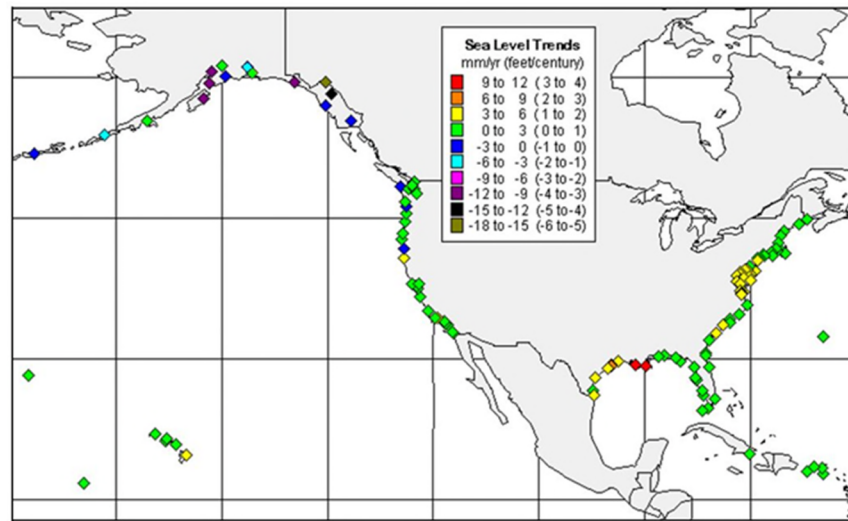 Sea Level Trends
mm/yr (feet/century)
9 to 12 (3 to 4)
6 to 9 (2 to 3)
3 to 6 (1 to 2)
0 to 3 (0 to 1)
-3 to 0 (-1 to 0)
-6 to -3 (-2 to -1)
-9 to -6 (-3 to -2)
-12 to -9 (-4 to -3)
-15 to -12 (-5 to -4)
-18 to -15 (-6 to -5)